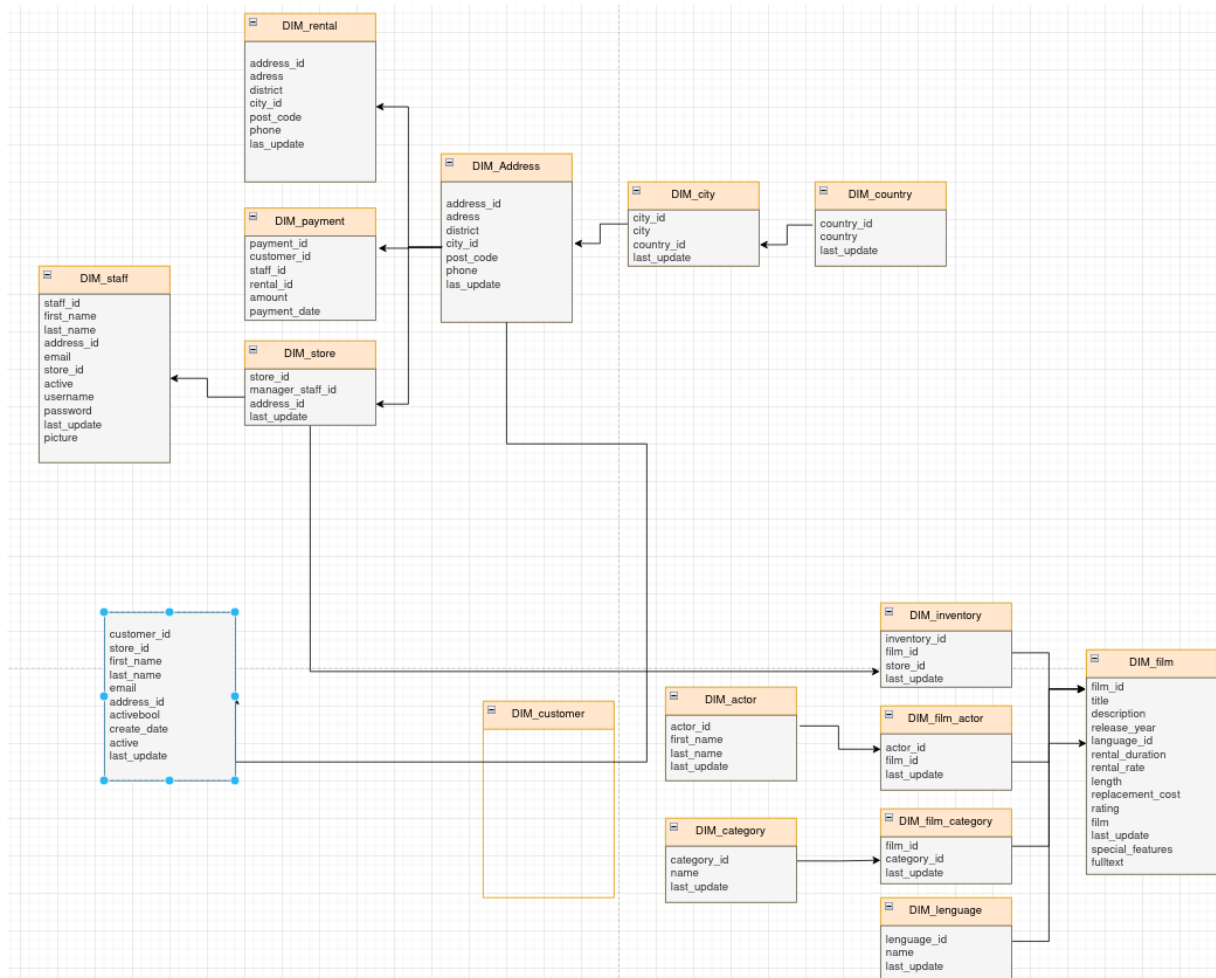 DIM_rental
address_id
adress
district
city_id
post_code
phone
las_update
DIM_Address
address_id
adress
district
city_id
post_code
phone
las_update
DIM_city
city_id
city
country_id
last_update
DIM_country
country_id
country
last_update
DIM_payment
payment_id
customer_id
staff_id
rental_id
amount
payment_date
DIM_staff
staff_id
first_name
last_name
address_id
email
store_id
active
username
password
last_update
picture
DIM_store
store_id
manager_staff_id
address_id
last_update
customer_id
store_id
first_name
last_name
email
address_id
activebool
create_date
active
last_update
DIM_customer
DIM_inventory
inventory_id
film_id
store_id
last_update
DIM_film
film_id
title
description
release_year
language_id
rental_duration
rental_rate
length
replacement_cost
rating
film
last_update
special_features
fulltext
DIM_actor
actor_id
first_name
last_name
last_update
DIM_film_actor
actor_id
film_id
last_update
DIM_category
category_id
name
last_update
DIM_film_category
film_id
category_id
last_update
DIM_lenguage
lenguage_id
name
last_update